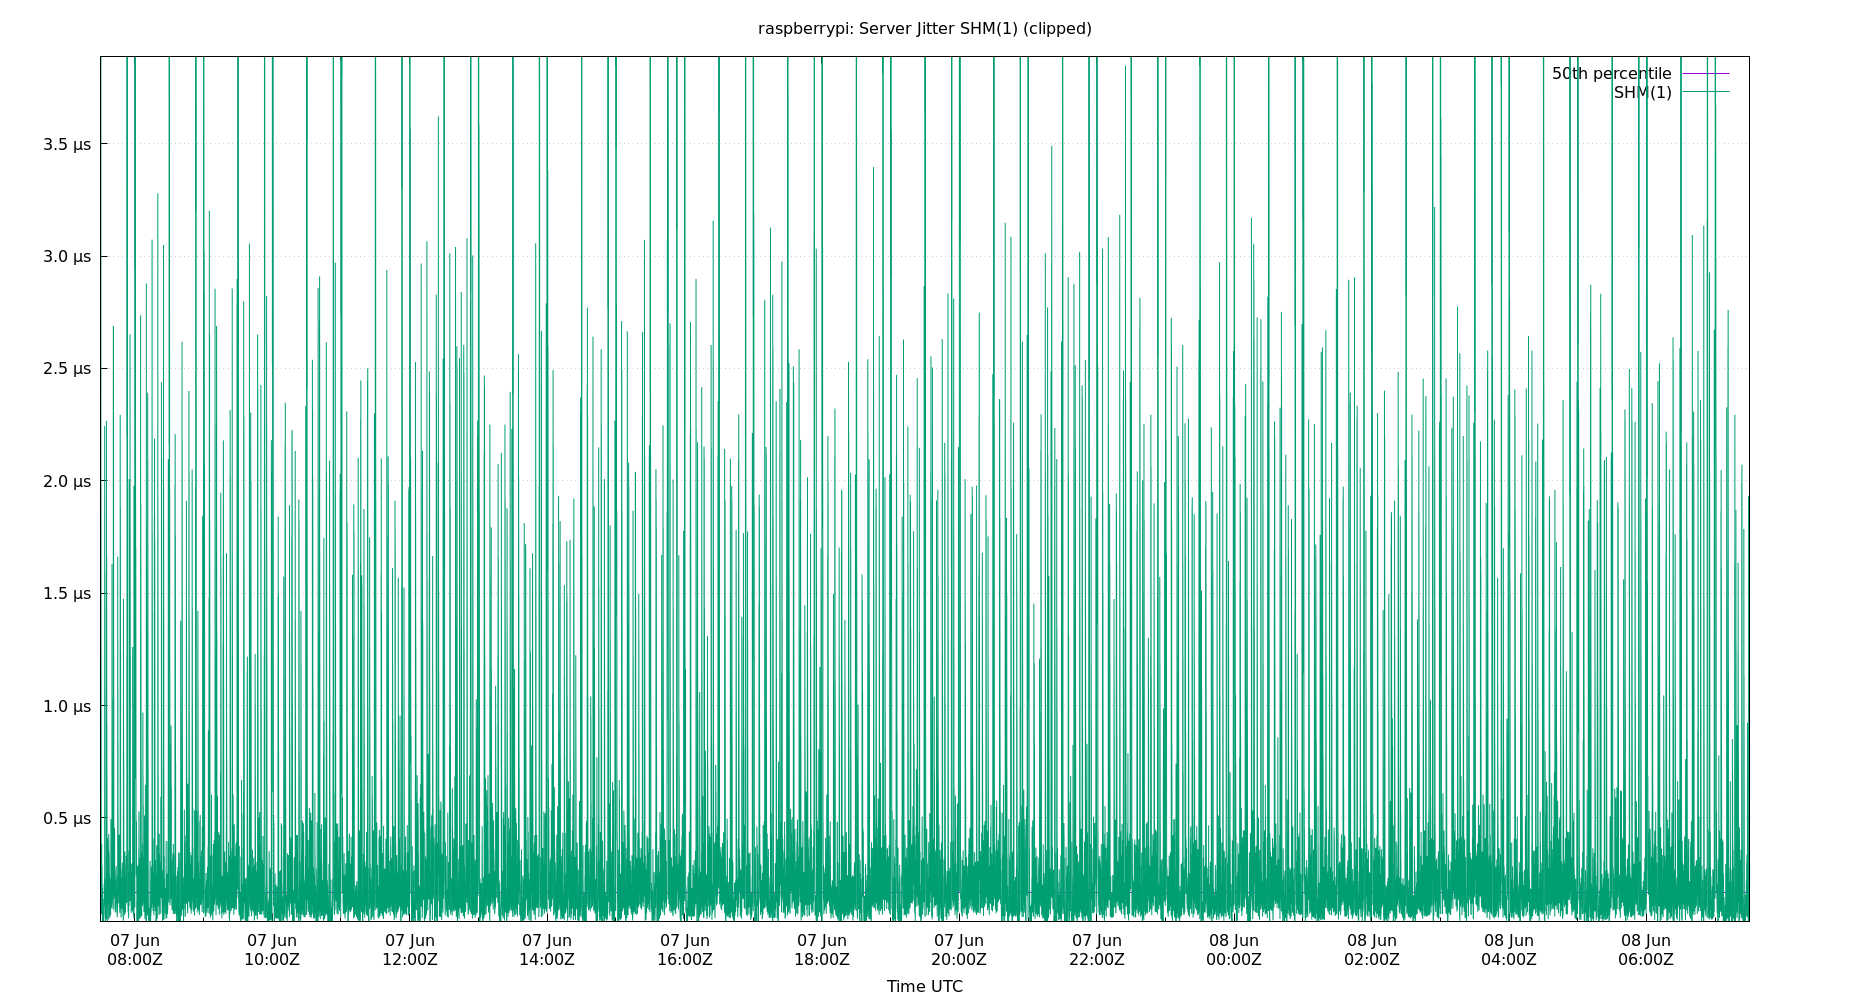 raspberrypi: Server Jitter SHM(1) (clipped)
50th percentile
SHM(1)
3.5 µs
3.0 µs
2.5 µs
2.0 µs
1.5 µs
1.0 µs
0.5 µs
07 Jun 07 Jun 07 Jun 07 Jun 07 Jun 07 Jun 07 Jun 07 Jun 08 Jun 08 Jun 08 Jun 08 Jun
08:00Z 10:00Z 12:00Z 14:00Z 16:00Z 18:00Z 20:00Z 22:00Z 00:00Z 02:00Z 04:00Z 06:00Z
Time UTC